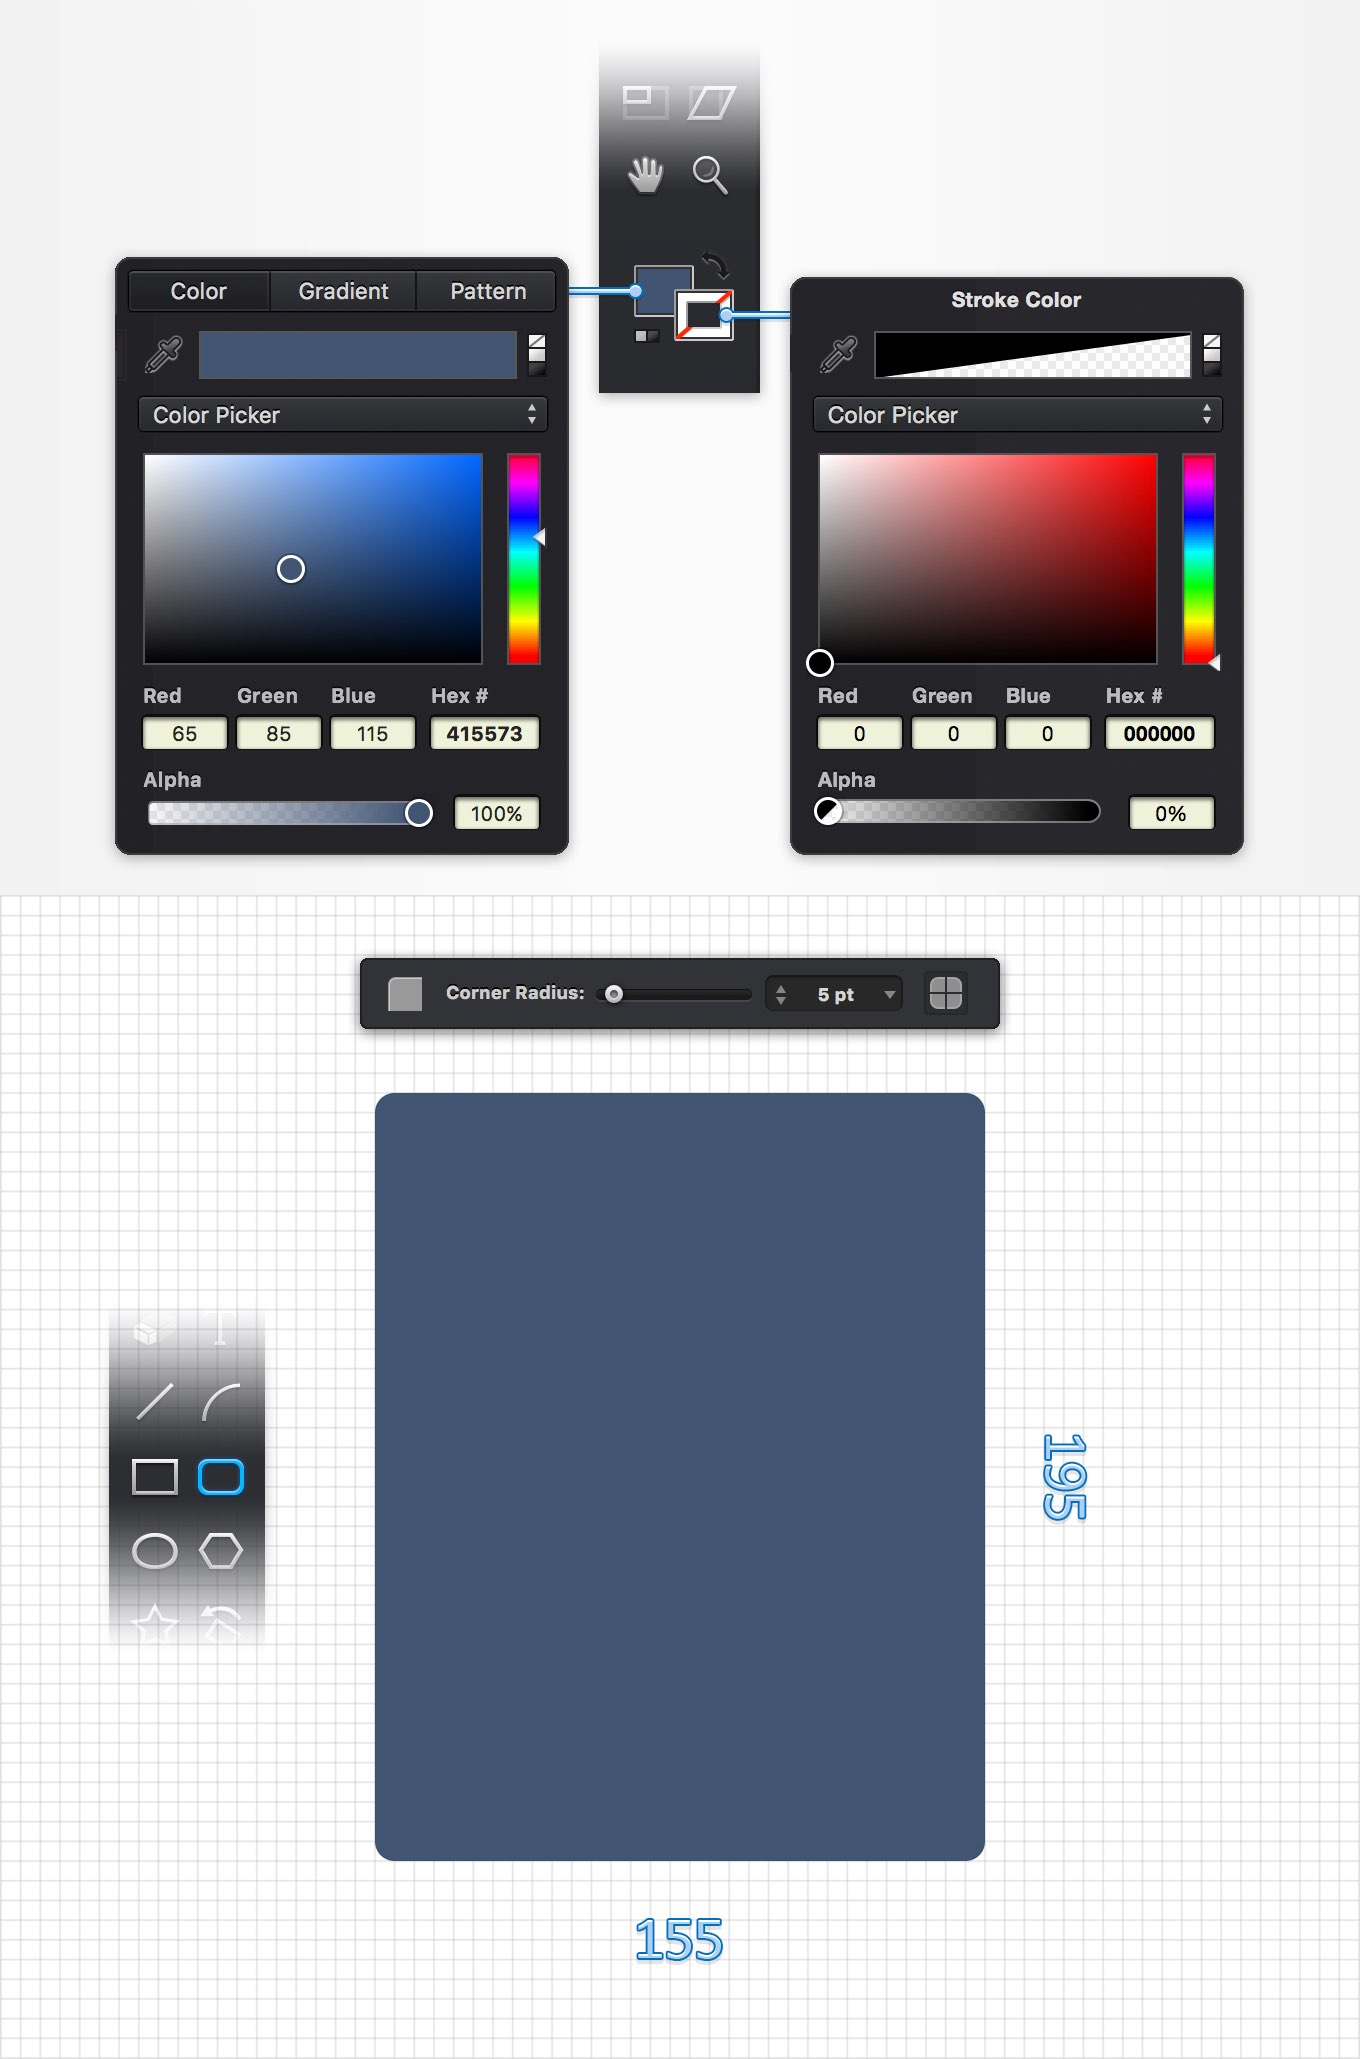 Color Gradient Pattern
Color Picker
Red Green Blue Hex #
65 85 115 415573
Alpha
100%
Stroke Color
Color Picker
Red Green Blue Hex #
0 0 0 000000
Alpha
0%
Corner Radius: 5 pt
T
195
155